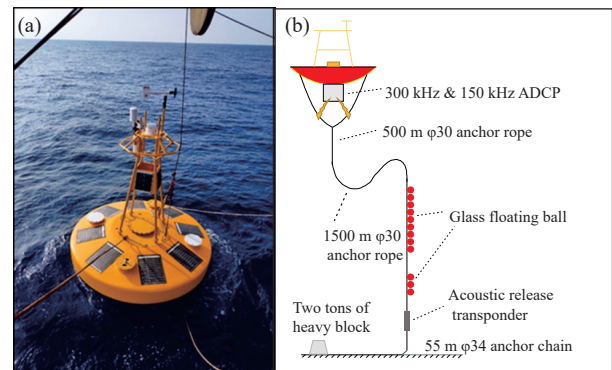 (a)
(b)
300 kHz & 150 kHz ADCP
500 m φ30 anchor rope
Glass floating ball
1500 m φ30
anchor rope
Two tons of
heavy block
Acoustic release
transponder
55 m φ34 anchor chain